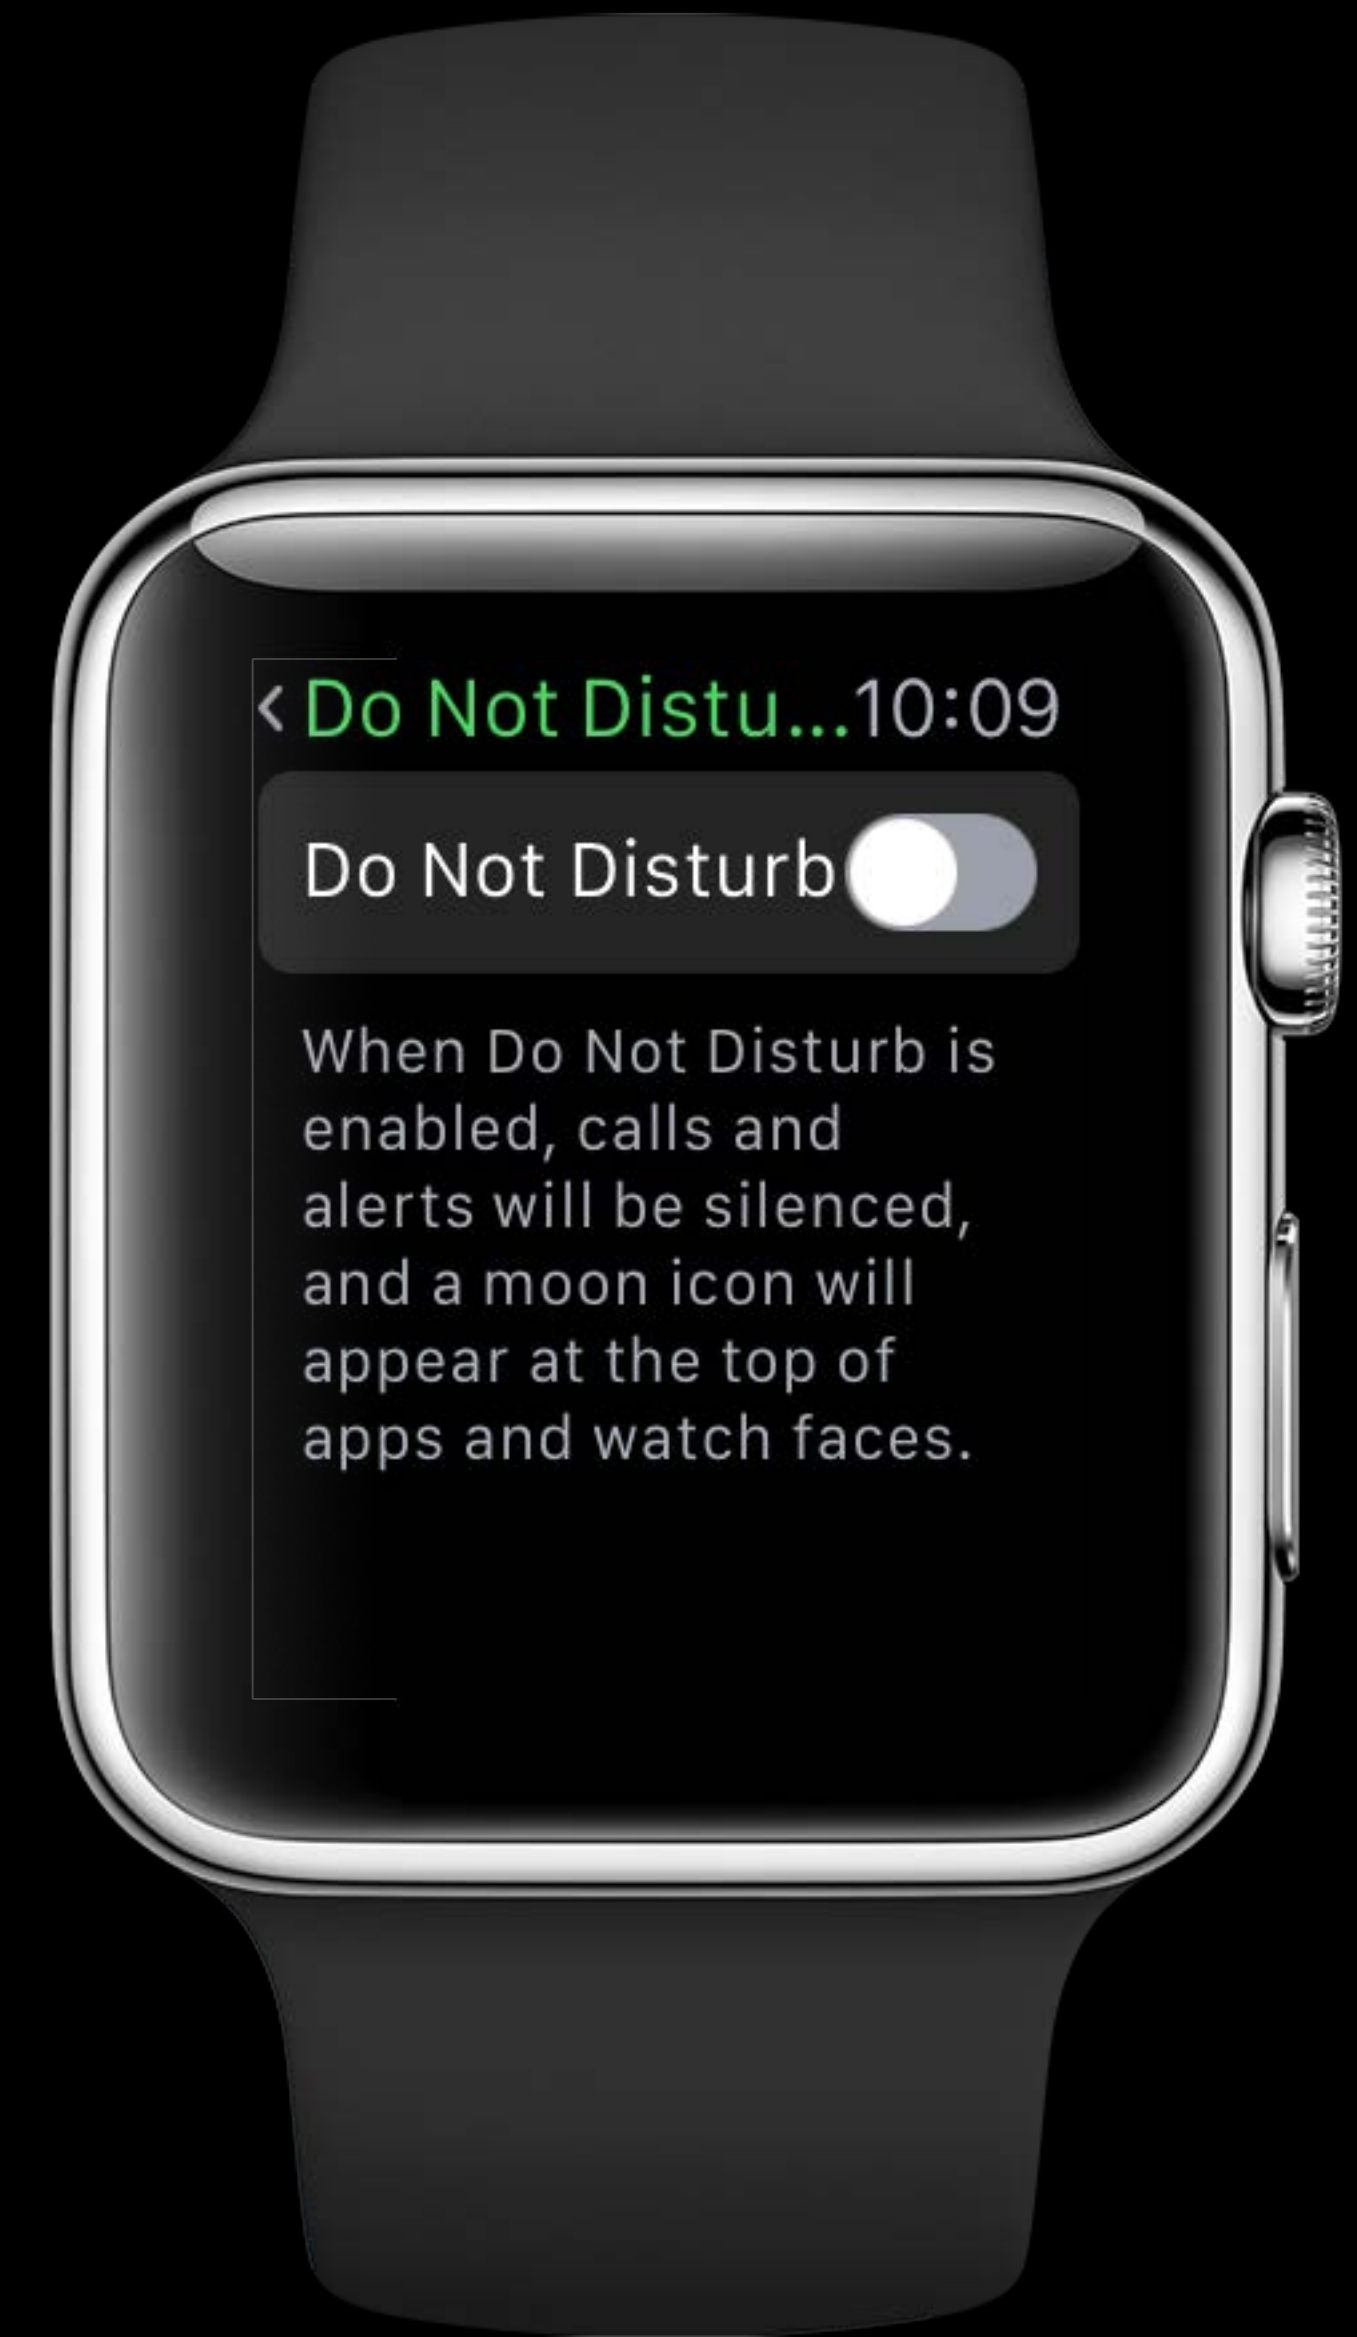 Do Not Distu...10:09
Do Not Disturb
When Do Not Disturb is
enabled, calls and
alerts will be silenced,
and a moon icon will
appear at the top of
apps and watch faces.